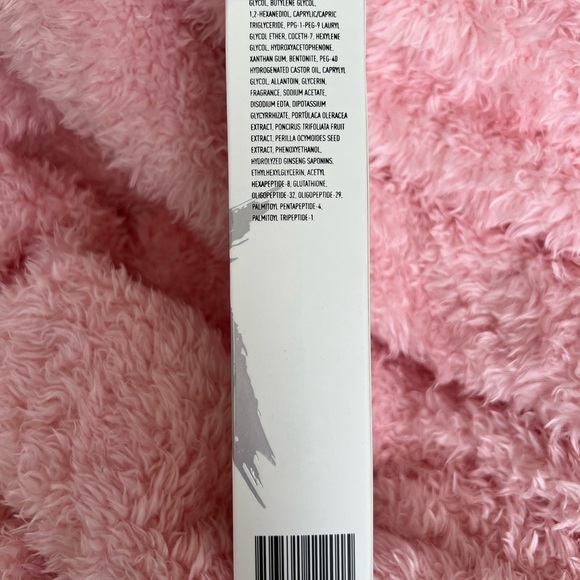 GLYCOL, BUTYLENE GLYCOL,
1,2-HEXANEDIOL, CAPRYLIC/CAPRIC
TRIGLYCERIDE, PPG-1-PEG-9 LAURYL
GLYCOL ETHER, COCETH-7, HEXYLENE
GLYCOL, HYDROXYACETOPHENONE,
XANTHAN GUM, BENTONITE, PEG-40
HYDROGENATED CASTOR OIL, CAPRYLYL
GLYCOL, ALLANTOIN, GLYCERIN,
FRAGRANCE, SODIUM ACETATE,
DISODIUM EDTA, DIPOTASSIUM
GLYCYRRHIZATE, PORTULACA OLERACEA
EXTRACT, PONCIRUS TRIFOLIATA FRUIT
EXTRACT, PERILLA OCYMOIDES SEED
EXTRACT, PHENOXYETHANOL,
HYDROLYZED GINSENG SAPONINS,
ETHYLHEXYLGLYCERIN, ACETYL
HEXAPEPTIDE-8, GLUTATHIONE,
OLIGOPEPTIDE-32, OLIGOPEPTIDE-29,
PALMITOYL PENTAPEPTIDE-4,
PALMITOYL TRIPEPTIDE-1.